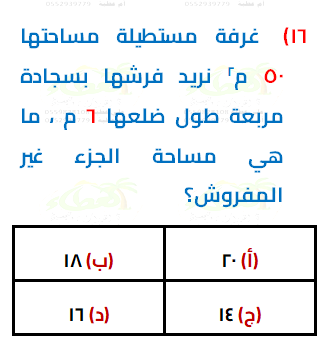 ١٦) غرفة مستطيلة مساحتها
٥٠ م٢ نريد فرشها بسجادة
مربعة طول ضلعها ٦ م ، ما
هي مساحة الجزء غير
المفروش؟
(أ) ٢٠ (ب) ١٨
(ج) ١٤ (د) ١٦